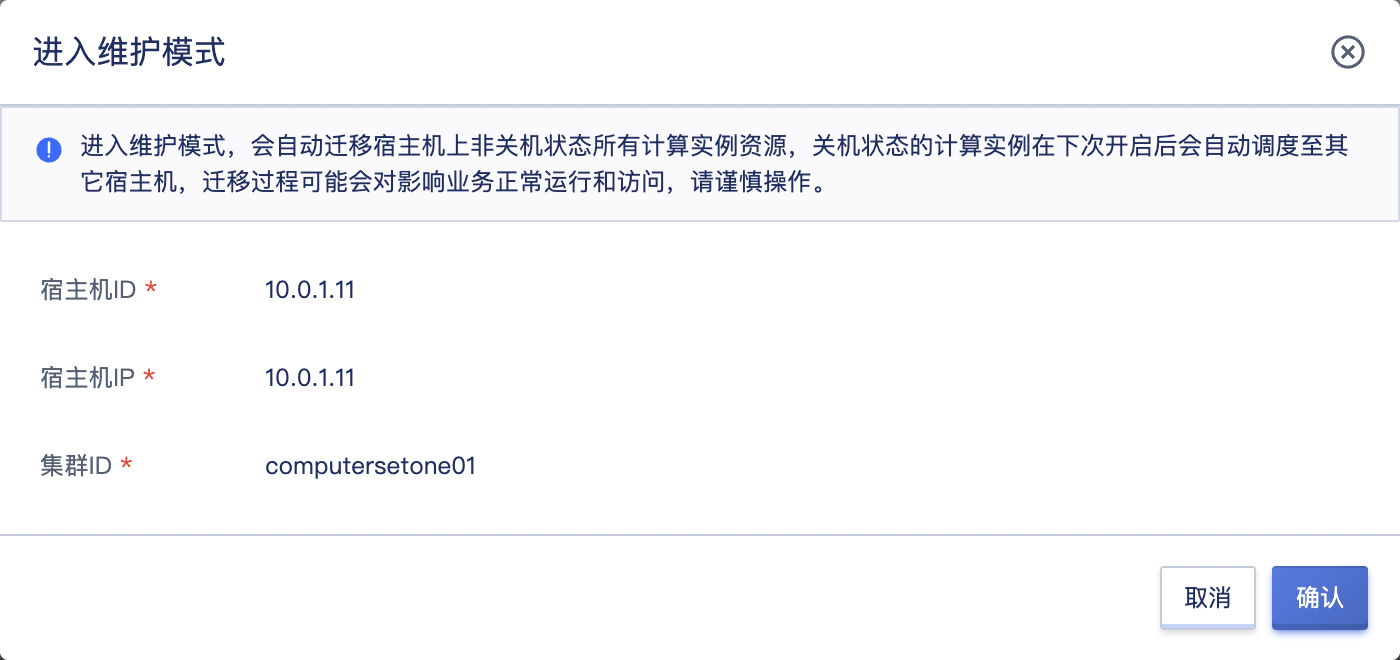 进入维护模式
进入维护模式，会自动迁移宿主机上非关机状态所有计算实例资源，关机状态的计算实例在下次开启后会自动调度至其
它宿主机，迁移过程可能会对影响业务正常运行和访问，请谨慎操作。
宿主机ID * 10.0.1.11
宿主机IP * 10.0.1.11
集群ID * computersetone01
取消 确认